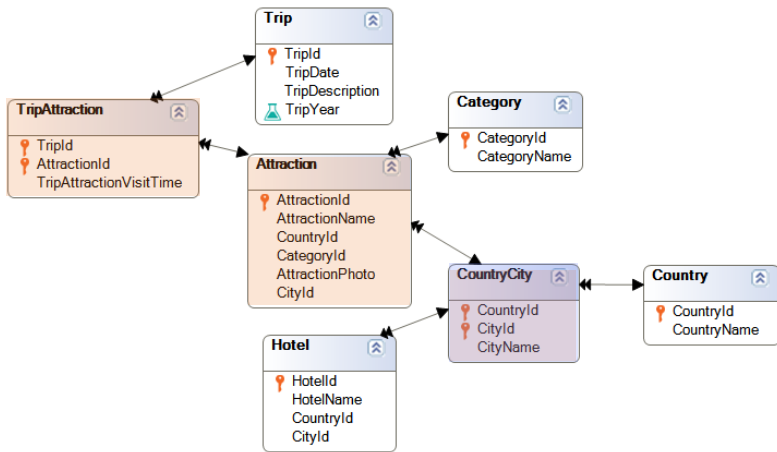 Trip
TripId
TripDate
TripDescription
TripYear
TripAttraction
TripId
AttractionId
TripAttractionVisitTime
Category
CategoryId
CategoryName
Attraction
AttractionId
AttractionName
CountryId
CategoryId
AttractionPhoto
CityId
CountryCity
CountryId
CityId
CityName
Country
CountryId
CountryName
Hotel
HotelId
HotelName
CountryId
CityId